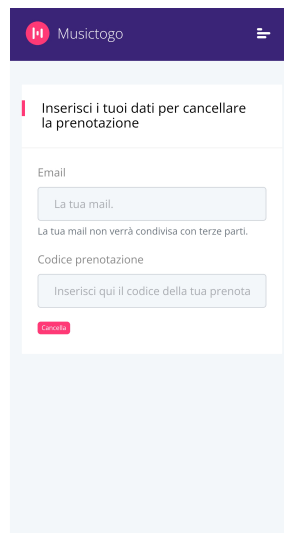 Musictogo
Inserisci i tuoi dati per cancellare
la prenotazione
Email
La tua mail.
La tua mail non verrà condivisa con terze parti.
Codice prenotazione
Inserisci qui il codice della tua prenota
Cancella